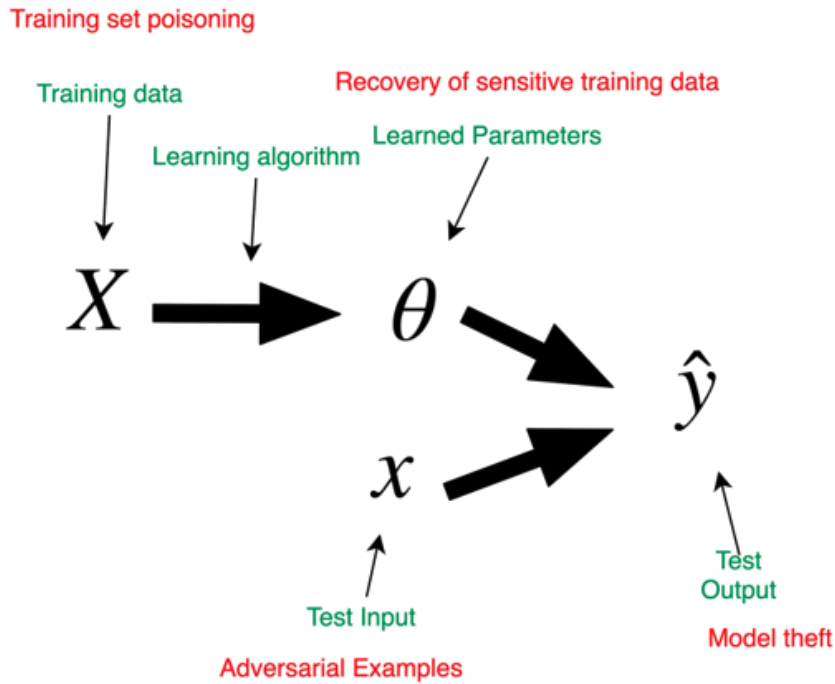 Training set poisoning
Training data
Recovery of sensitive training data
Learned Parameters
Learning algorithm
X
θ
ŷ
x
Test
Output
Test Input
Model theft
Adversarial Examples